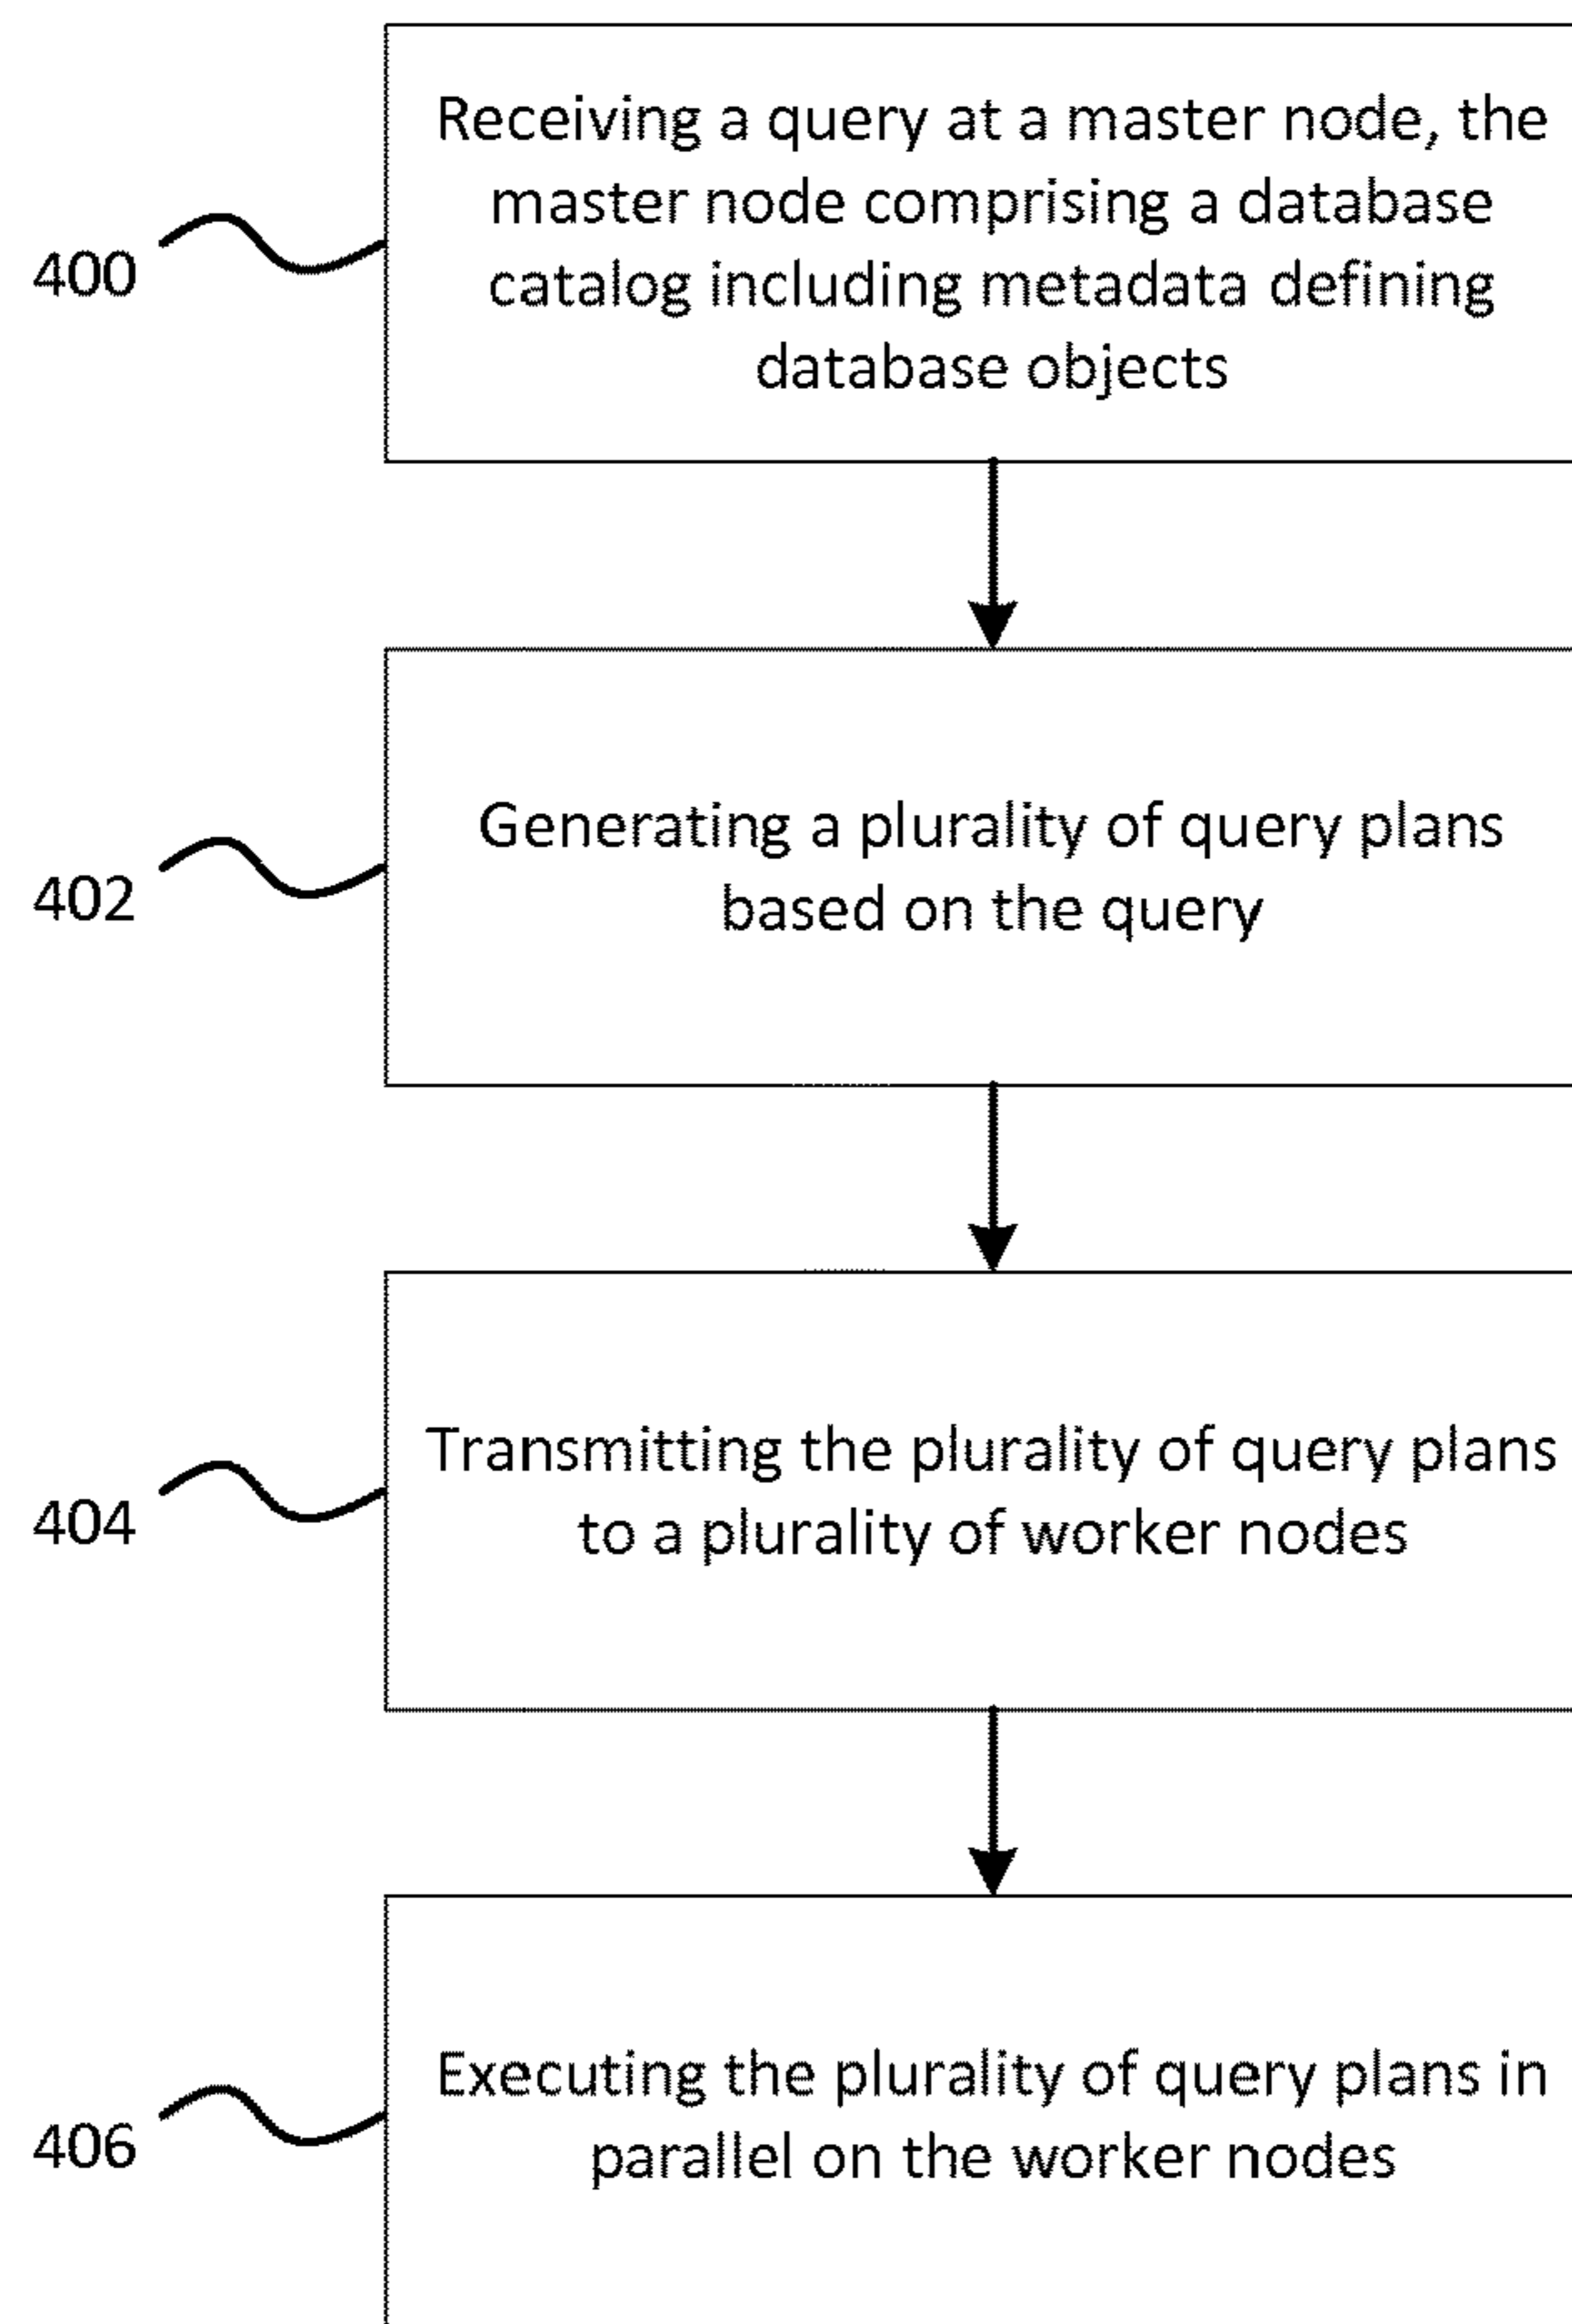 Receiving a query at a master node, the
master node comprising a database
catalog including metadata defining
database objects
400
Generating a plurality of query plans
based on the query
402
Transmitting the plurality of query plans
to a plurality of worker nodes
404
Executing the plurality of query plans in
parallel on the worker nodes
406